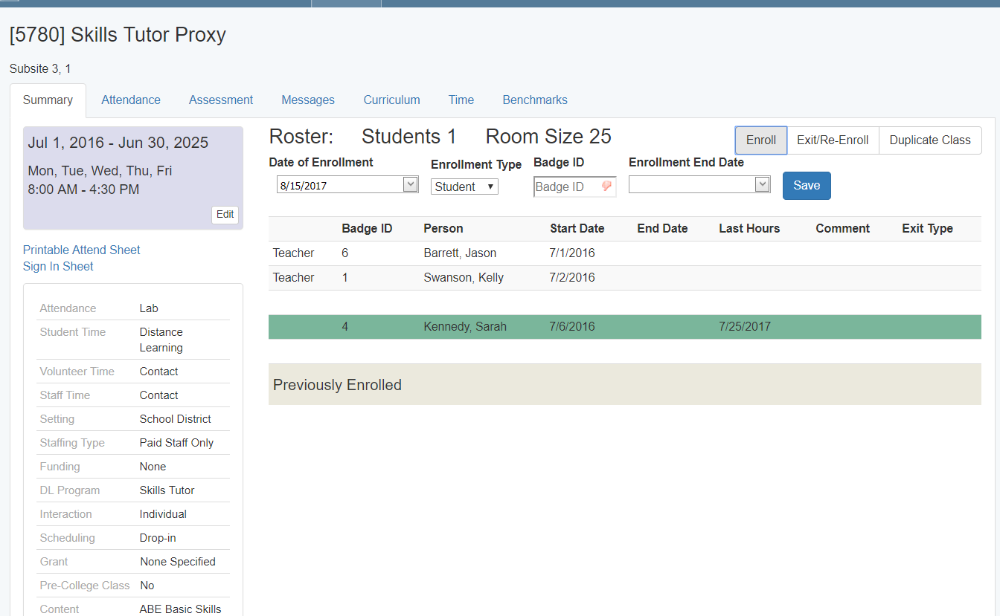 [5780] Skills Tutor Proxy
Subsite 3, 1
Summary Attendance Assessment Messages Curriculum Time Benchmarks
Jul 1, 2016 - Jun 30, 2025
Mon, Tue, Wed, Thu, Fri
8:00 AM - 4:30 PM
Edit
Printable Attend Sheet
Sign In Sheet
Attendance Lab
Student Time Distance
Learning
Volunteer Time Contact
Staff Time Contact
Setting School District
Staffing Type Paid Staff Only
Funding None
DL Program Skills Tutor
Interaction Individual
Scheduling Drop-in
Grant None Specified
Pre-College Class No
Content ABE Basic Skills
Roster: Students 1 Room Size 25
Enroll Exit/Re-Enroll Duplicate Class
Date of Enrollment Enrollment Type Badge ID Enrollment End Date
8/15/2017 Student Badge ID Save
Badge ID Person Start Date End Date Last Hours Comment Exit Type
Teacher 6 Barrett, Jason 7/1/2016
Teacher 1 Swanson, Kelly 7/2/2016
4 Kennedy, Sarah 7/6/2016 7/25/2017
Previously Enrolled